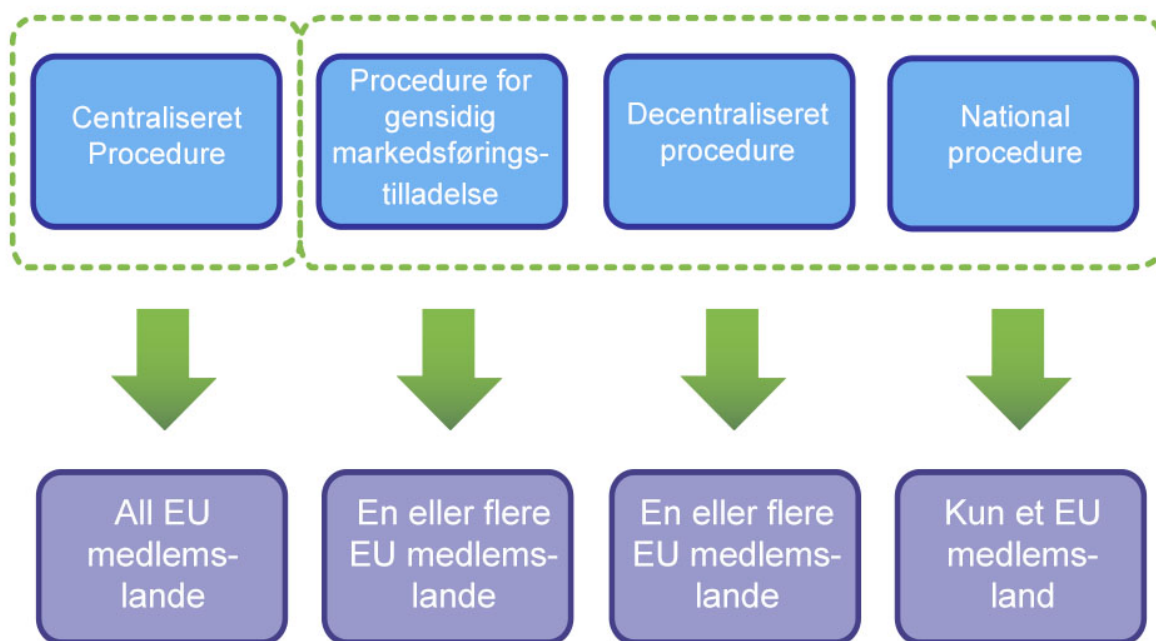 Centraliseret
Procedure
Procedure for
gensidig
markedsførings-
tilladelse
Decentraliseret
procedure
National
procedure
All EU
medlems-
lande
En eller flere
EU medlems-
lande
En eller flere
EU medlems-
lande
Kun et EU
medlems-
land